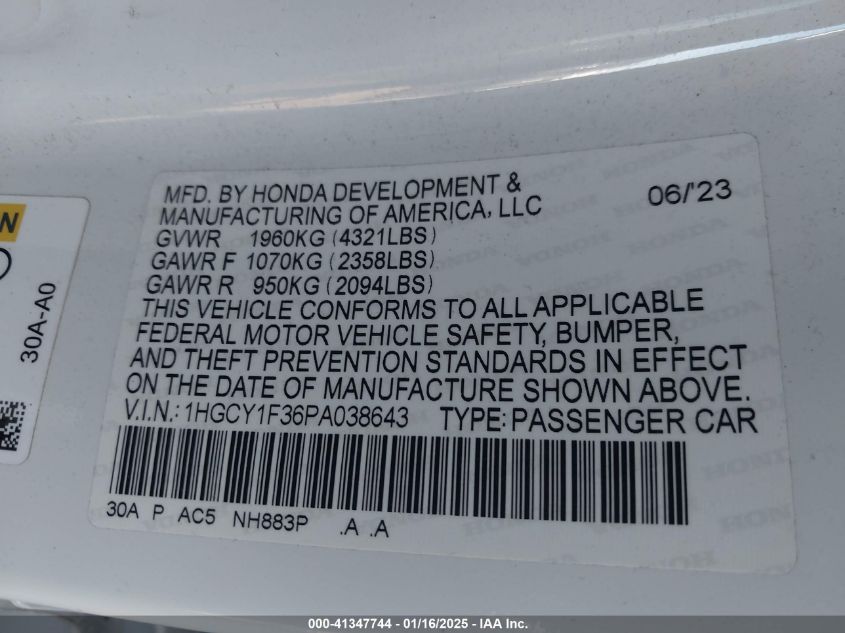 MFD. BY HONDA DEVELOPMENT & 06/'23
MANUFACTURING OF AMERICA, LLC
GVWR 1960KG (4321LBS)
GAWR F 1070KG (2358LBS)
GAWR R 950KG (2094LBS)
THIS VEHICLE CONFORMS TO ALL APPLICABLE
FEDERAL MOTOR VEHICLE SAFETY, BUMPER,
AND THEFT PREVENTION STANDARDS IN EFFECT
ON THE DATE OF MANUFACTURE SHOWN ABOVE.
V.I.N.: 1HGCY1F36PA038643 TYPE: PASSENGER CAR
30A P AC5 NH883P .A .A
30A-A0
000-41347744 - 01/16/2025 - IAA Inc.